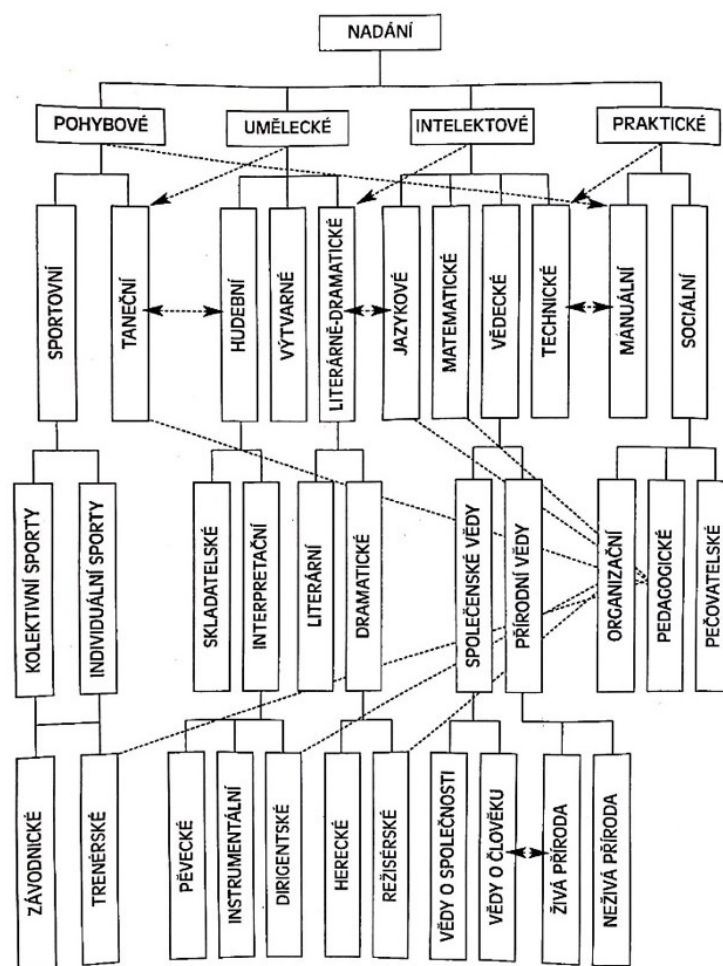 NADÁNÍ
POHYBOVÉ
UMĚLECKÉ
INTELEKTOVÉ
PRAKTICKÉ
SPORTOVNÍ
TANEČNÍ
HUDEBNÍ
VÝTVARNÉ
LITERÁRNĚ-DRAMATICKÉ
JAZYKOVÉ
MATEMATICKÉ
VĚDECKÉ
TECHNICKÉ
MANUÁLNÍ
SOCIÁLNÍ
KOLEKTIVNÍ SPORTY
INDIVIDUÁLNÍ SPORTY
SKLADATELSKÉ
INTERPRETAČNÍ
LITERÁRNÍ
DRAMATICKÉ
SPOLEČENSKÉ VĚDY
PŘÍRODNÍ VĚDY
ORGANIZAČNÍ
PEDAGOGICKÉ
PEČOVATELSKÉ
ZÁVODNICKÉ
TRENÉRSKÉ
PĚVECKÉ
INSTRUMENTÁLNÍ
DIRIGENTSKÉ
HERECKÉ
REŽISÉRSKÉ
VĚDY O SPOLEČNOSTI
VĚDY O ČLOVĚKU
ŽIVÁ PŘÍRODA
NEŽIVÁ PŘÍRODA